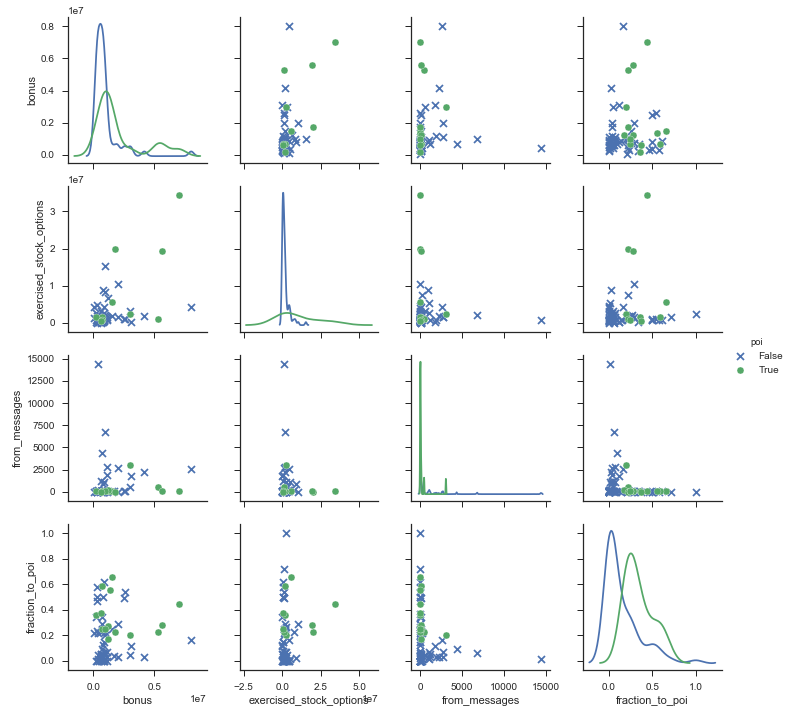 1e7
0.8
0.6
0.4
0.2
0.0
bonus
1e7
3
2
1
0
exercised_stock_options
15000
12500
10000
7500
5000
2500
0
from_messages
poi
False
True
1.0
0.8
0.6
0.4
0.2
0.0
fraction_to_poi
0.0 0.5
1e7
bonus
−2.5 0.0 2.5 5.0
1e7
exercised_stock_options
0 5000 10000 15000
from_messages
0.0 0.5 1.0
fraction_to_poi